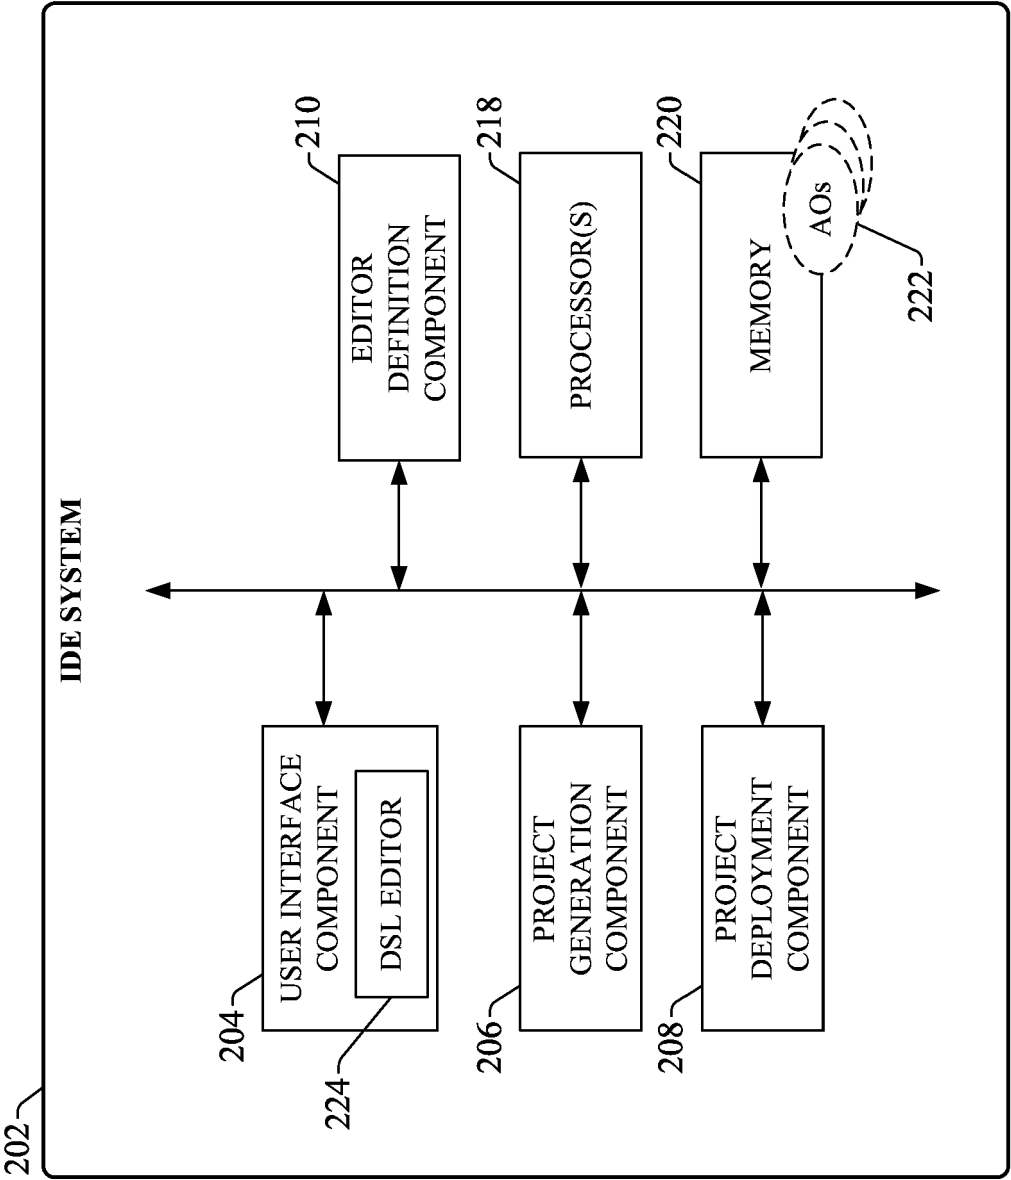 202
IDE SYSTEM
204
USER INTERFACE
COMPONENT
DSL EDITOR
224
206
PROJECT
GENERATION
COMPONENT
208
PROJECT
DEPLOYMENT
COMPONENT
210
EDITOR
DEFINITION
COMPONENT
218
PROCESSOR(S)
220
MEMORY
AOs
222